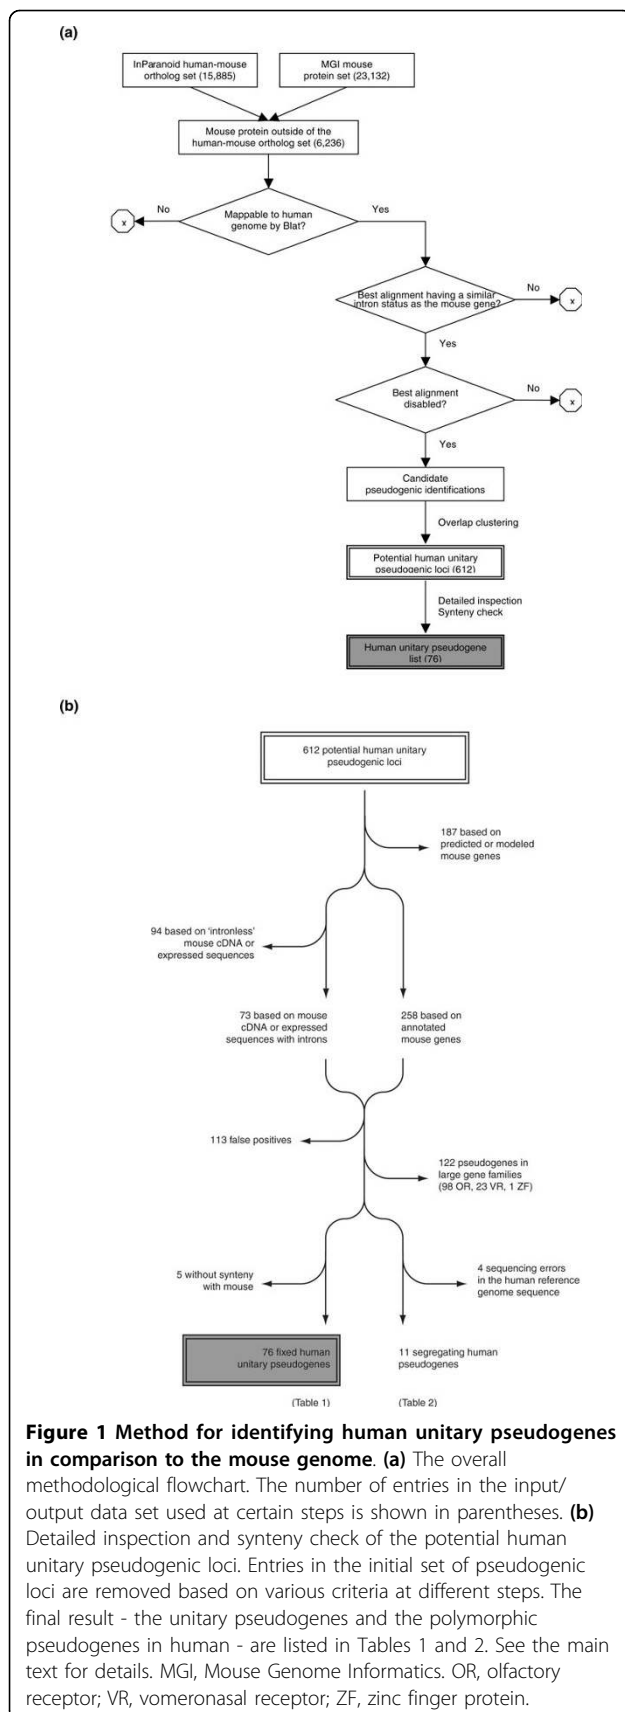 (a)
InParanoid human-mouse
ortholog set (15,885)
MGI mouse
protein set (23,132)
Mouse protein outside of the
human-mouse ortholog set (6,236)
Mappable to human
genome by Blat?
No
x
Yes
Best alignment having a similar
intron status as the mouse gene?
No
x
Yes
Best alignment
disabled?
No
x
Yes
Candidate
pseudogenic identifications
Overlap clustering
Potential human unitary
pseudogenic loci (612)
Detailed inspection
Synteny check
Human unitary pseudogene
list (76)
(b)
612 potential human unitary
pseudogenic loci
187 based on
predicted or modeled
mouse genes
94 based on ‘intronless’
mouse cDNA or
expressed sequences
73 based on mouse
cDNA or expressed
sequences with introns
258 based on
annotated
mouse genes
113 false positives
122 pseudogenes in
large gene families
(98 OR, 23 VR, 1 ZF)
5 without synteny
with mouse
4 sequencing errors
in the human reference
genome sequence
76 fixed human
unitary pseudogenes
11 segregating human
pseudogenes
(Table 1)
(Table 2)
Figure 1 Method for identifying human unitary pseudogenes
in comparison to the mouse genome. (a) The overall
methodological flowchart. The number of entries in the input/
output data set used at certain steps is shown in parentheses. (b)
Detailed inspection and synteny check of the potential human
unitary pseudogenic loci. Entries in the initial set of pseudogenic
loci are removed based on various criteria at different steps. The
final result - the unitary pseudogenes and the polymorphic
pseudogenes in human - are listed in Tables 1 and 2. See the main
text for details. MGI, Mouse Genome Informatics. OR, olfactory
receptor; VR, vomeronasal receptor; ZF, zinc finger protein.